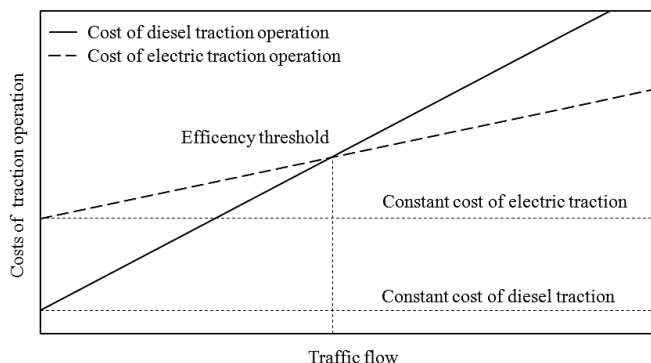 Cost of diesel traction operation
Cost of electric traction operation
Efficency threshold
Constant cost of electric traction
Constant cost of diesel traction
Costs of traction operation
Traffic flow